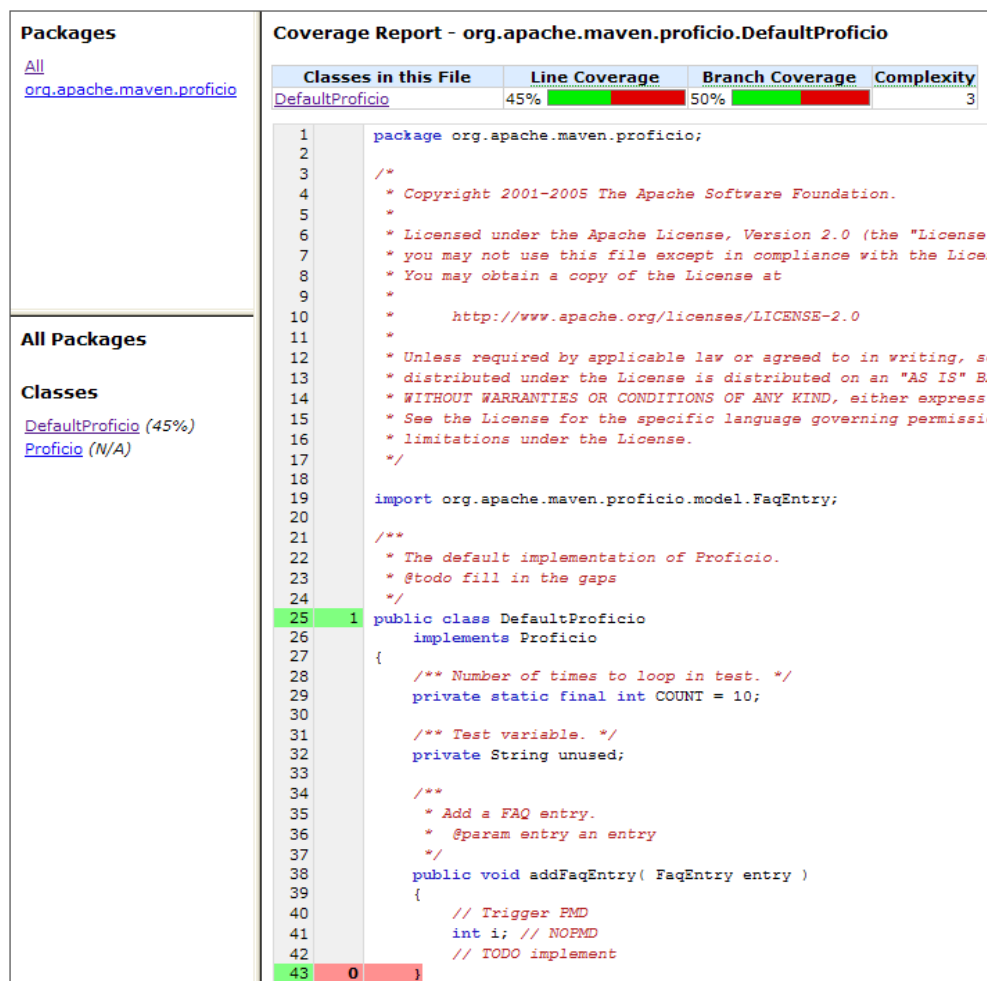 Packages
All
org.apache.maven.proficio
All Packages
Classes
DefaultProficio (45%)
Proficio (N/A)
Coverage Report - org.apache.maven.proficio.DefaultProficio
Classes in this File Line Coverage Branch Coverage Complexity
DefaultProficio 45% 50% 3
1 package org.apache.maven.proficio;
2
3 /*
4  * Copyright 2001-2005 The Apache Software Foundation.
5  *
6  * Licensed under the Apache License, Version 2.0 (the "License
7  * you may not use this file except in compliance with the Lice
8  * You may obtain a copy of the License at
9  *
10  *      http://www.apache.org/licenses/LICENSE-2.0
11  *
12  * Unless required by applicable law or agreed to in writing, s
13  * distributed under the License is distributed on an "AS IS" B
14  * WITHOUT WARRANTIES OR CONDITIONS OF ANY KIND, either express
15  * See the License for the specific language governing permissi
16  * limitations under the License.
17  */
18
19 import org.apache.maven.proficio.model.FaqEntry;
20
21 /**
22  * The default implementation of Proficio.
23  * @todo fill in the gaps
24  */
25 1 public class DefaultProficio
26     implements Proficio
27 {
28     /** Number of times to loop in test. */
29     private static final int COUNT = 10;
30
31     /** Test variable. */
32     private String unused;
33
34     /**
35      * Add a FAQ entry.
36      *  @param entry an entry
37      */
38     public void addFaqEntry( FaqEntry entry )
39     {
40         // Trigger PMD
41         int i; // NOPMD
42         // TODO implement
43 0     }